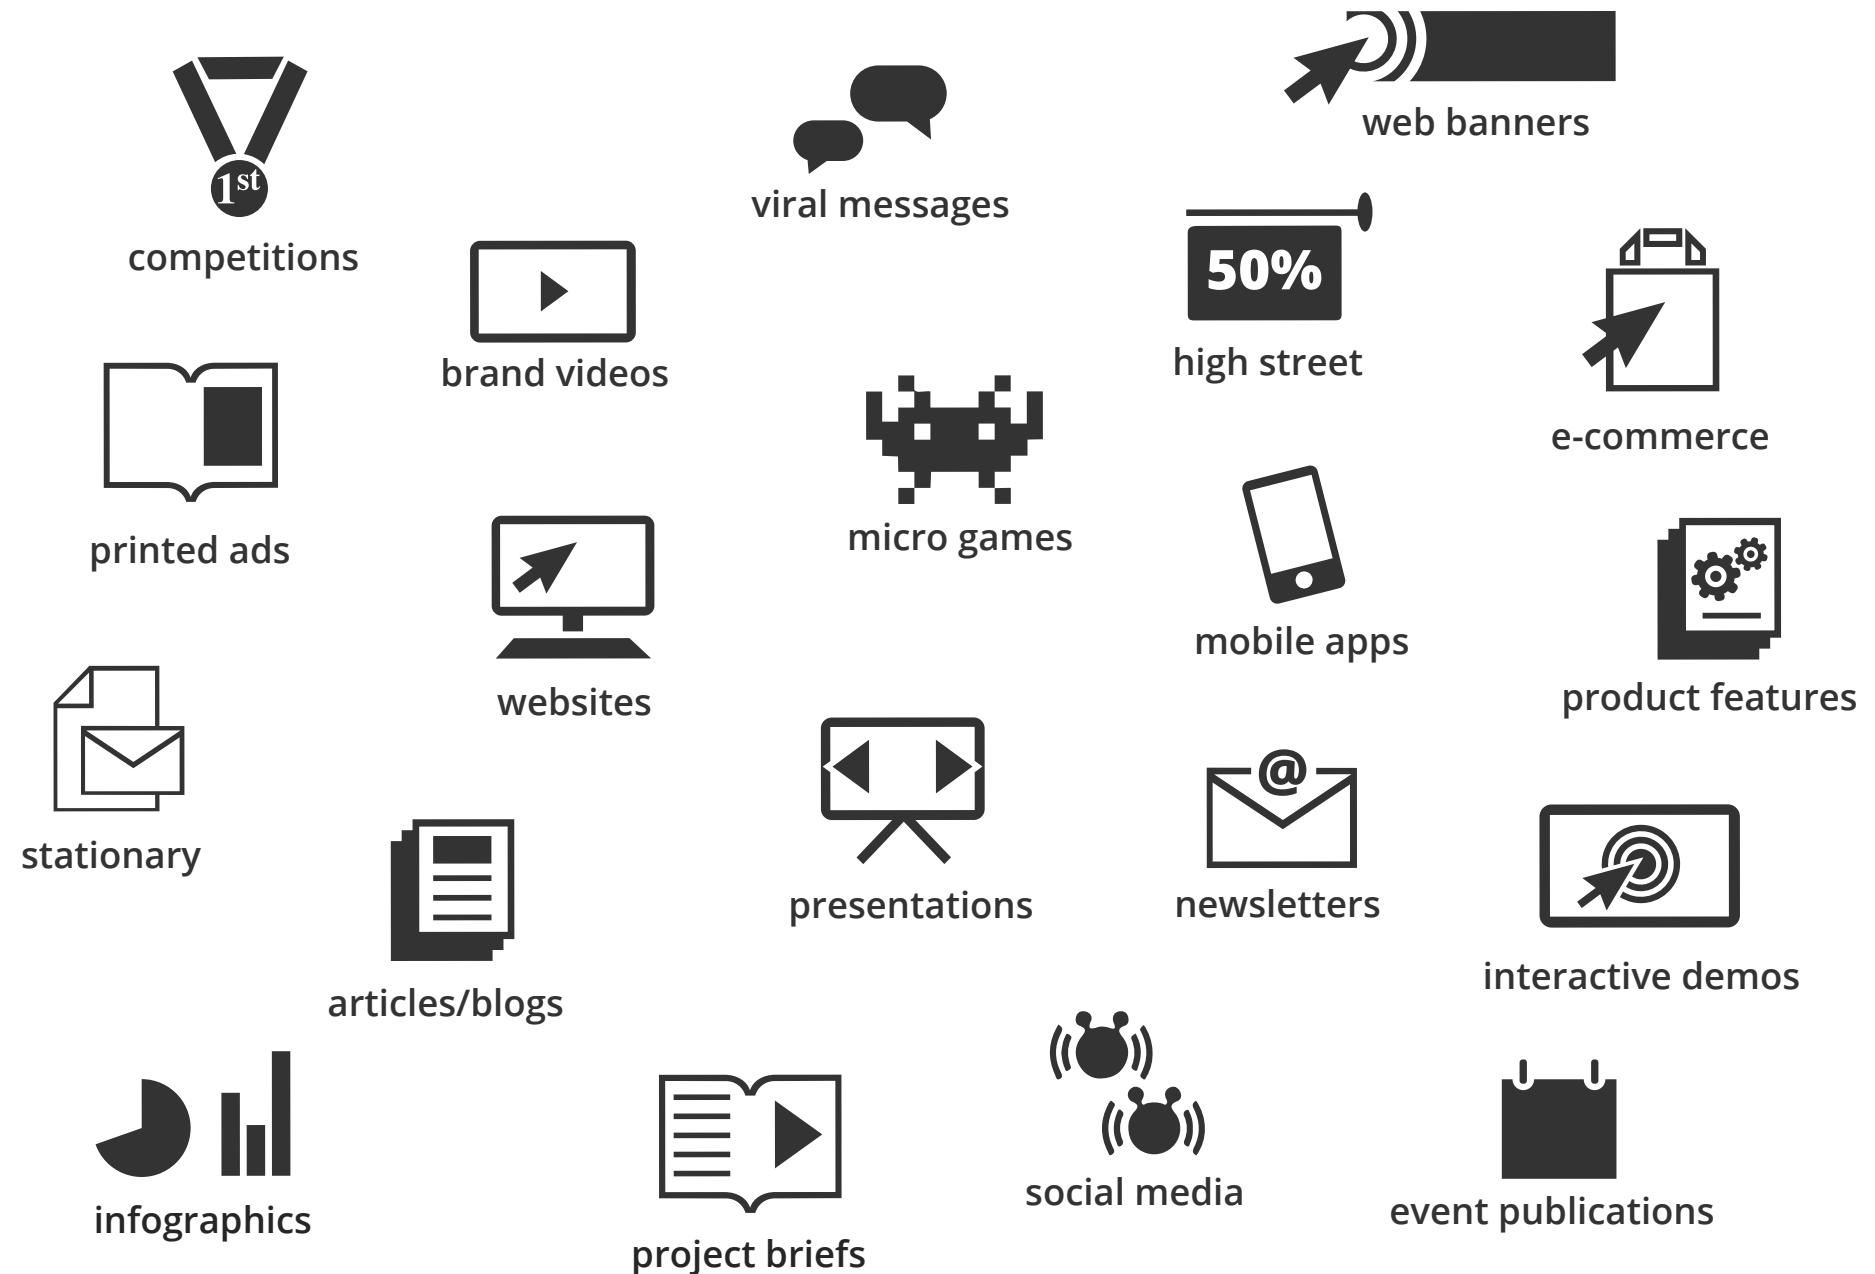 web banners
1st
viral messages
competitions
50%
brand videos
high street
e-commerce
printed ads
micro games
mobile apps
websites
product features
stationary
@
presentations
newsletters
interactive demos
articles/blogs
social media
event publications
infographics
project briefs